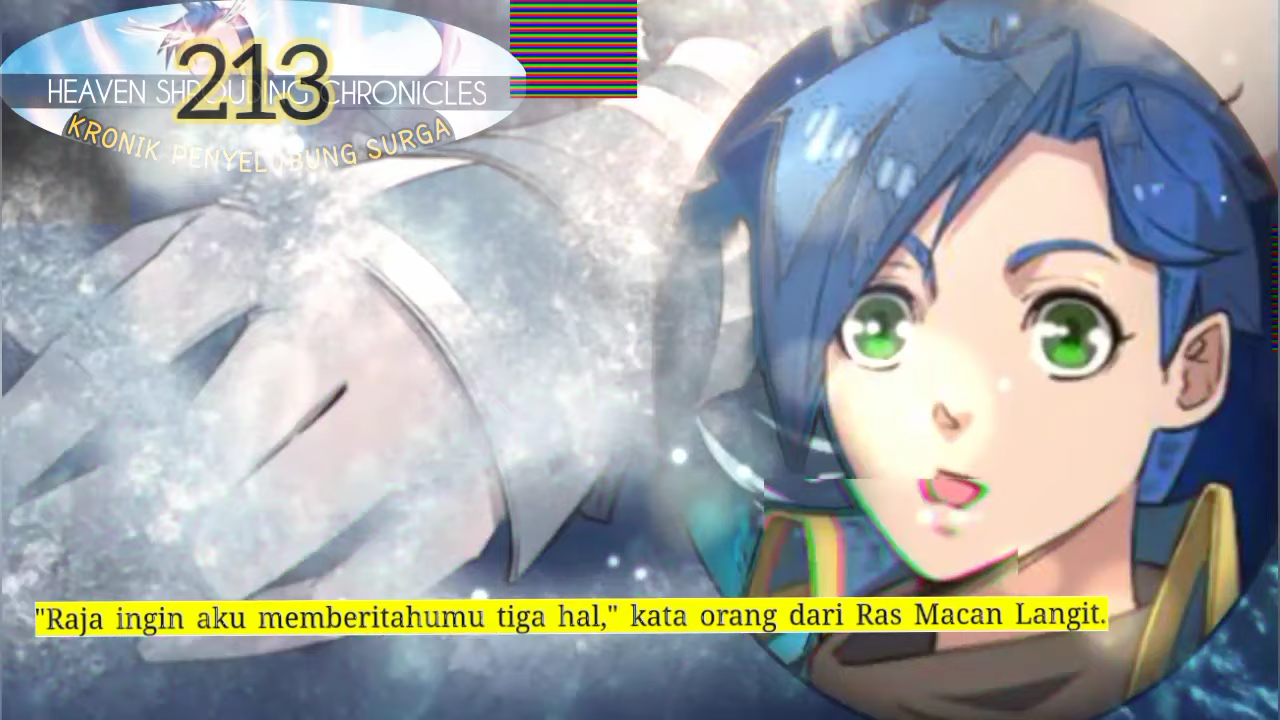 213
HEAVEN SHROUDING CHRONICLES
KRONIK PENYELUBUNG SURGA
"Raja ingin aku memberitahumu tiga hal," kata orang dari Ras Macan Langit.